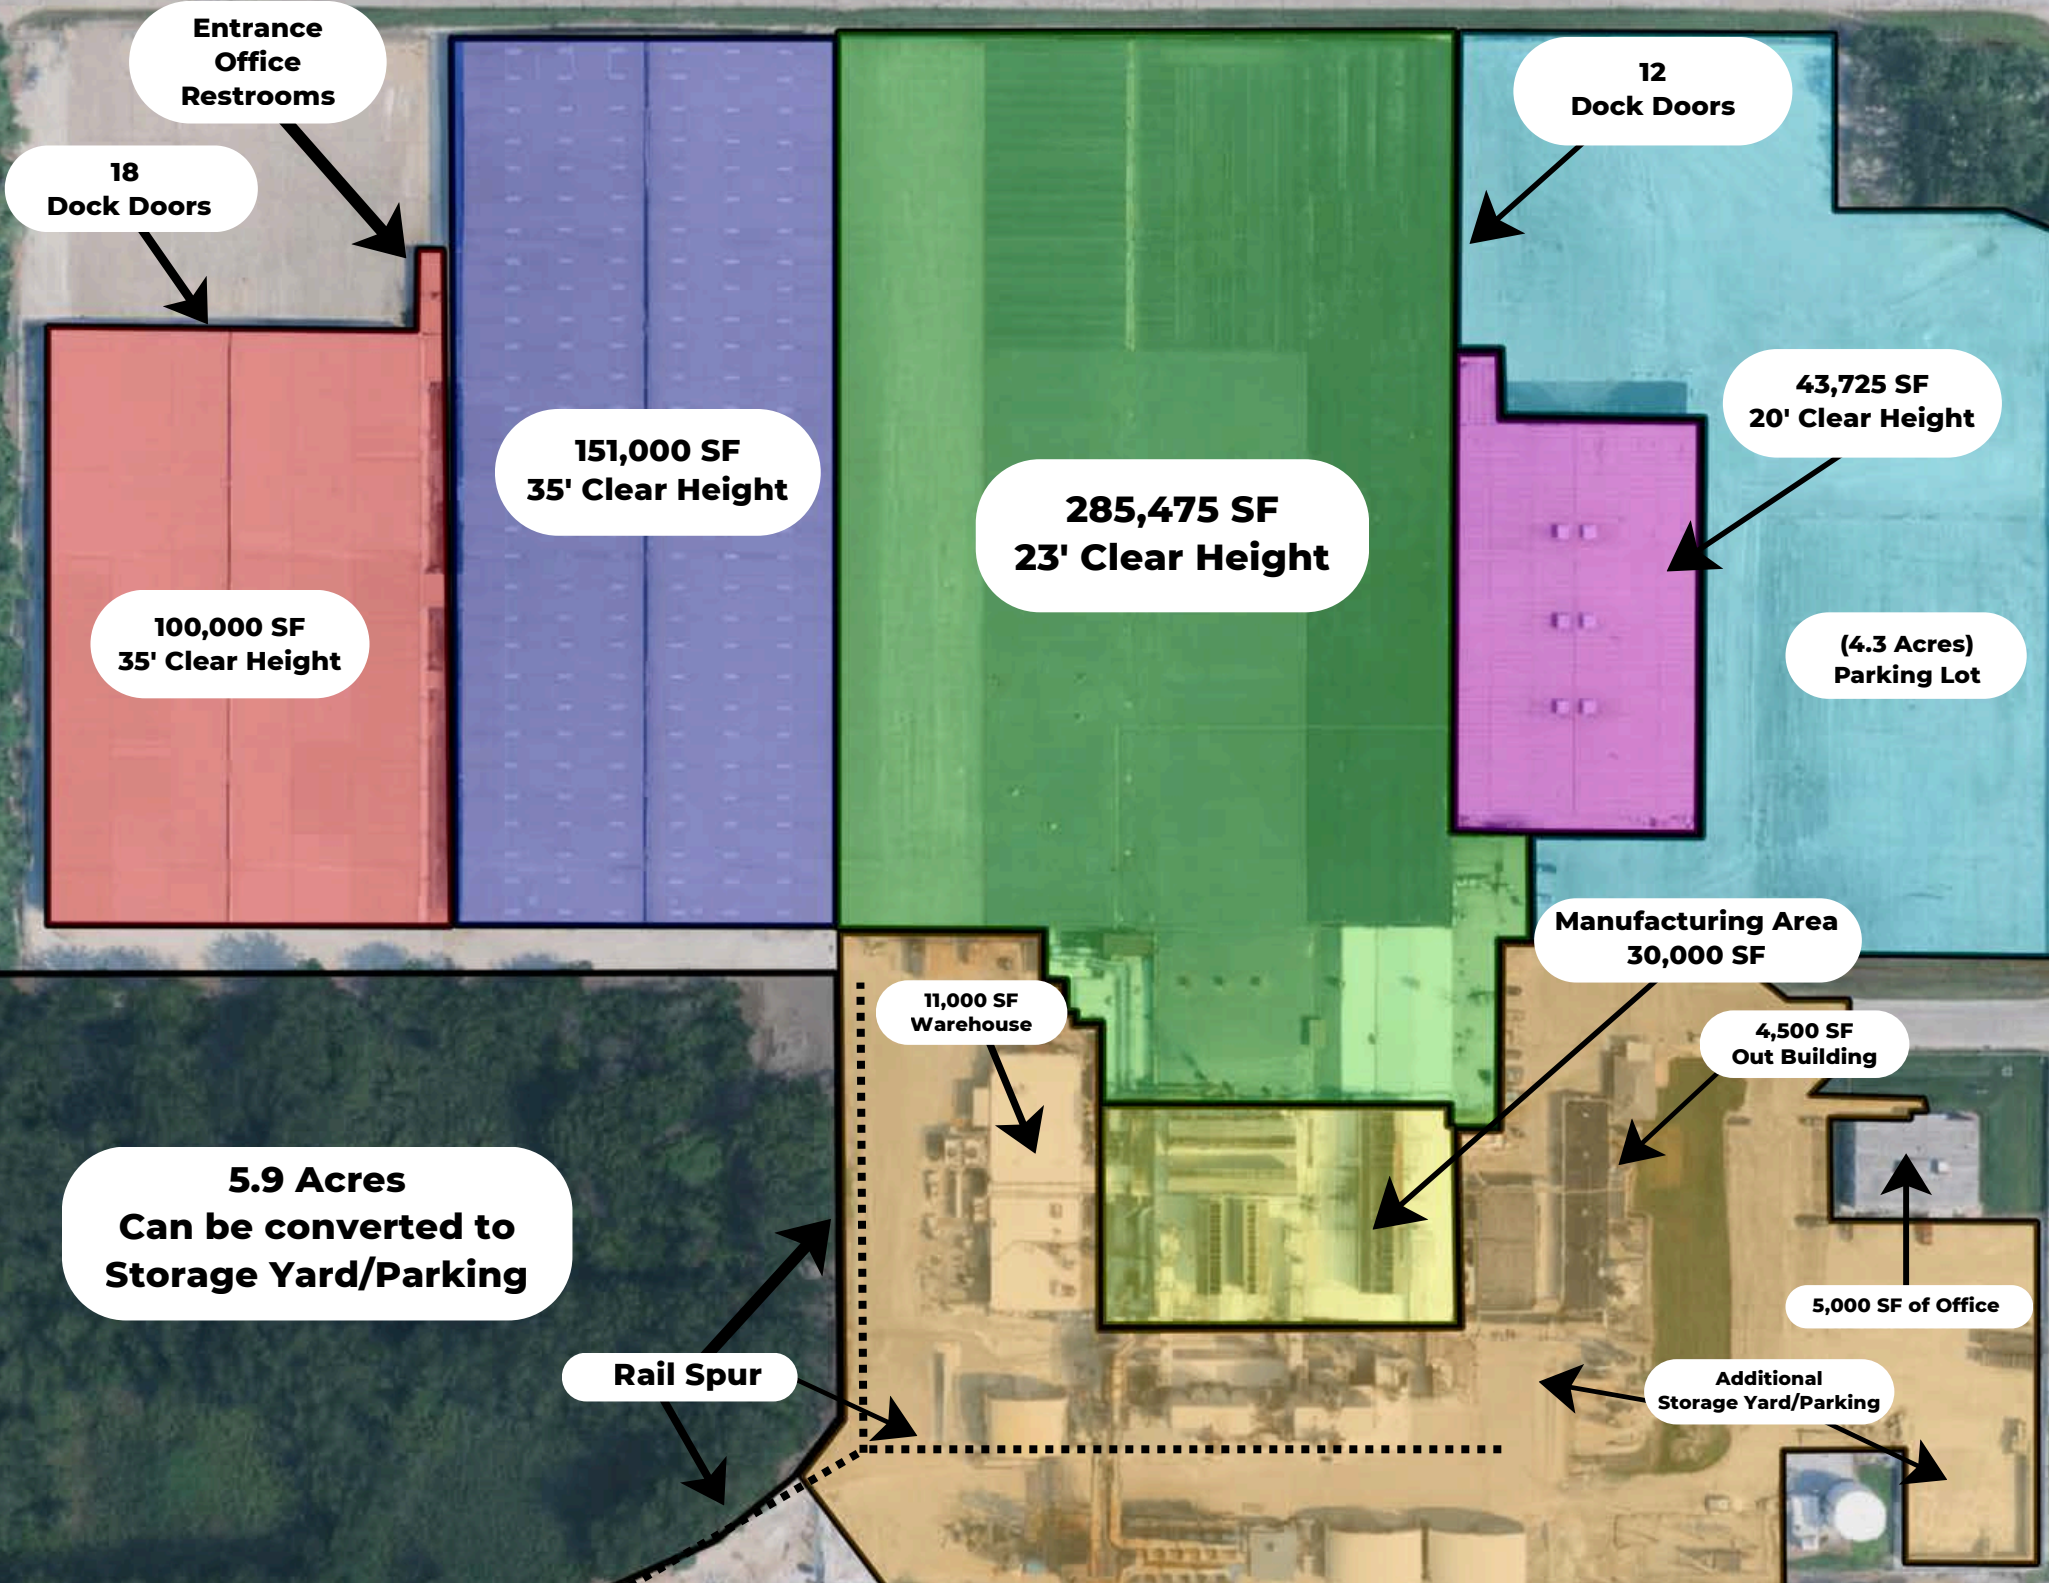 Entrance
Office
Restrooms
18
Dock Doors
12
Dock Doors
43,725 SF
20' Clear Height
151,000 SF
35' Clear Height
285,475 SF
23' Clear Height
100,000 SF
35' Clear Height
(4.3 Acres)
Parking Lot
Manufacturing Area
30,000 SF
11,000 SF
Warehouse
4,500 SF
Out Building
5.9 Acres
Can be converted to
Storage Yard/Parking
5,000 SF of Office
Rail Spur
Additional
Storage Yard/Parking